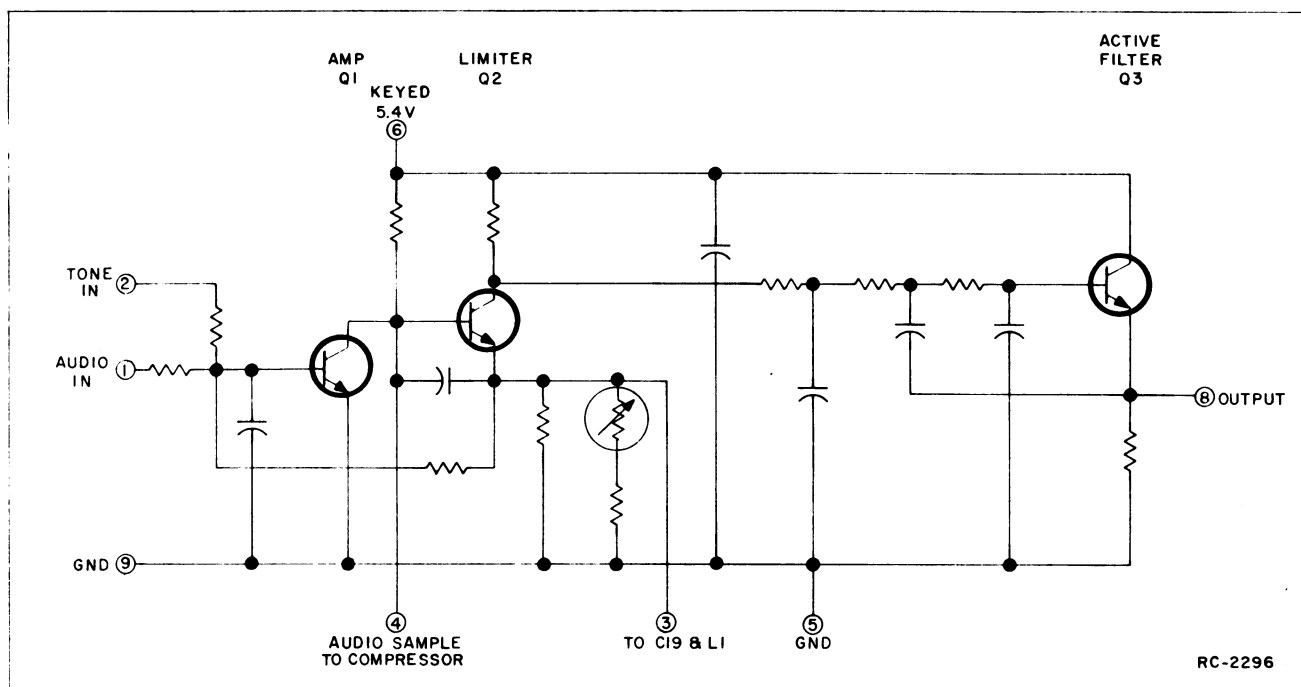 AMP
Q1
LIMITER
Q2
ACTIVE
FILTER
Q3
KEYED
5.4V
6
TONE
IN
2
AUDIO
IN
1
8 OUTPUT
GND 9
4
AUDIO SAMPLE
TO COMPRESSOR
3
TO C19 & L1
5
GND
RC-2296